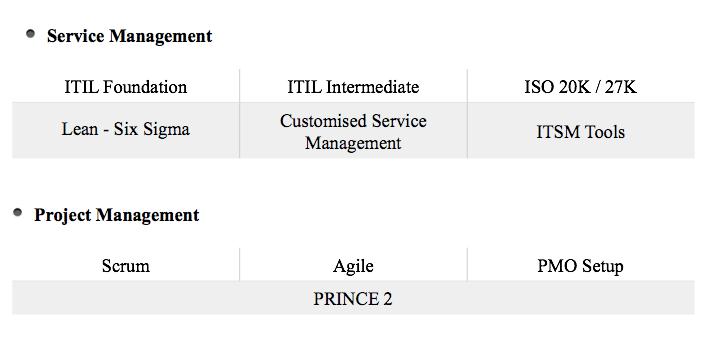 Service Management
ITIL Foundation
ITIL Intermediate
ISO 20K / 27K
Lean - Six Sigma
Customised Service
Management
ITSM Tools
Project Management
Scrum
Agile
PMO Setup
PRINCE 2